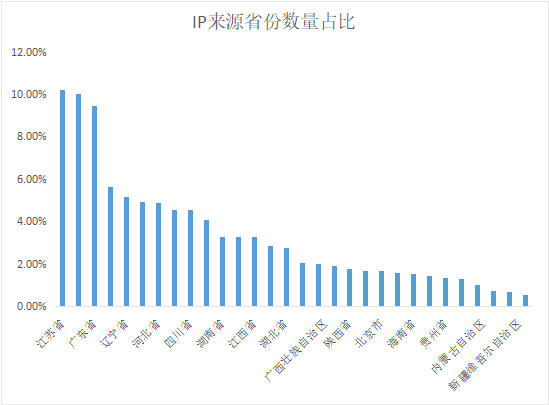 IP来源省份数量占比
12.00%
10.00%
8.00%
6.00%
4.00%
2.00%
0.00%
江苏省
广东省
辽宁省
河北省
四川省
湖南省
江西省
湖北省
广西壮族自治区
陕西省
北京市
海南省
贵州省
内蒙古自治区
新疆维吾尔自治区